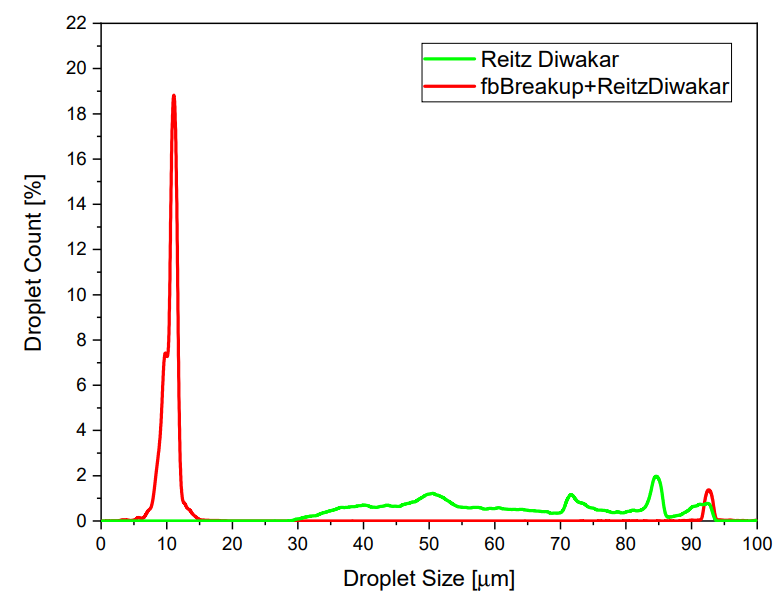 22
20
18
16
14
12
10
8
6
4
2
0
Droplet Count [%]
Reitz Diwakar
fbBreakup+ReitzDiwakar
0 10 20 30 40 50 60 70 80 90 100
Droplet Size [μm]